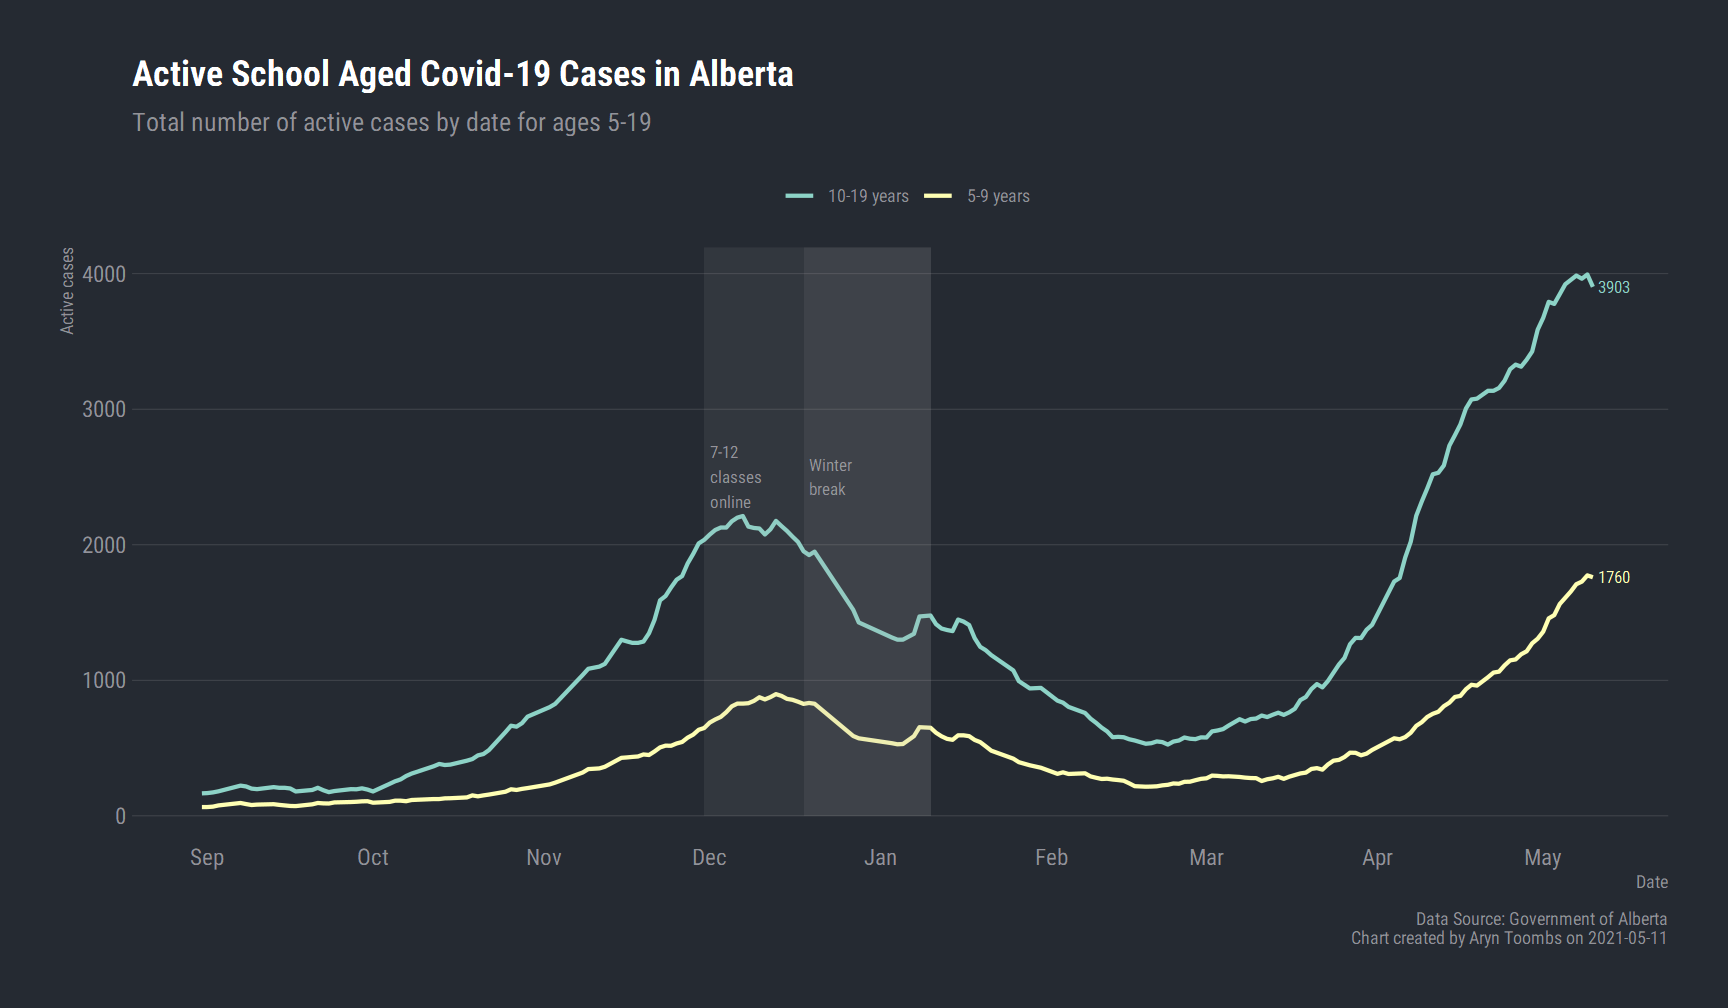 Active School Aged Covid-19 Cases in Alberta
Total number of active cases by date for ages 5-19
10-19 years
5-9 years
Active cases
4000
3000
2000
1000
0
7-12
classes
online
Winter
break
3903
1760
Sep
Oct
Nov
Dec
Jan
Feb
Mar
Apr
May
Date
Data Source: Government of Alberta
Chart created by Aryn Toombs on 2021-05-11